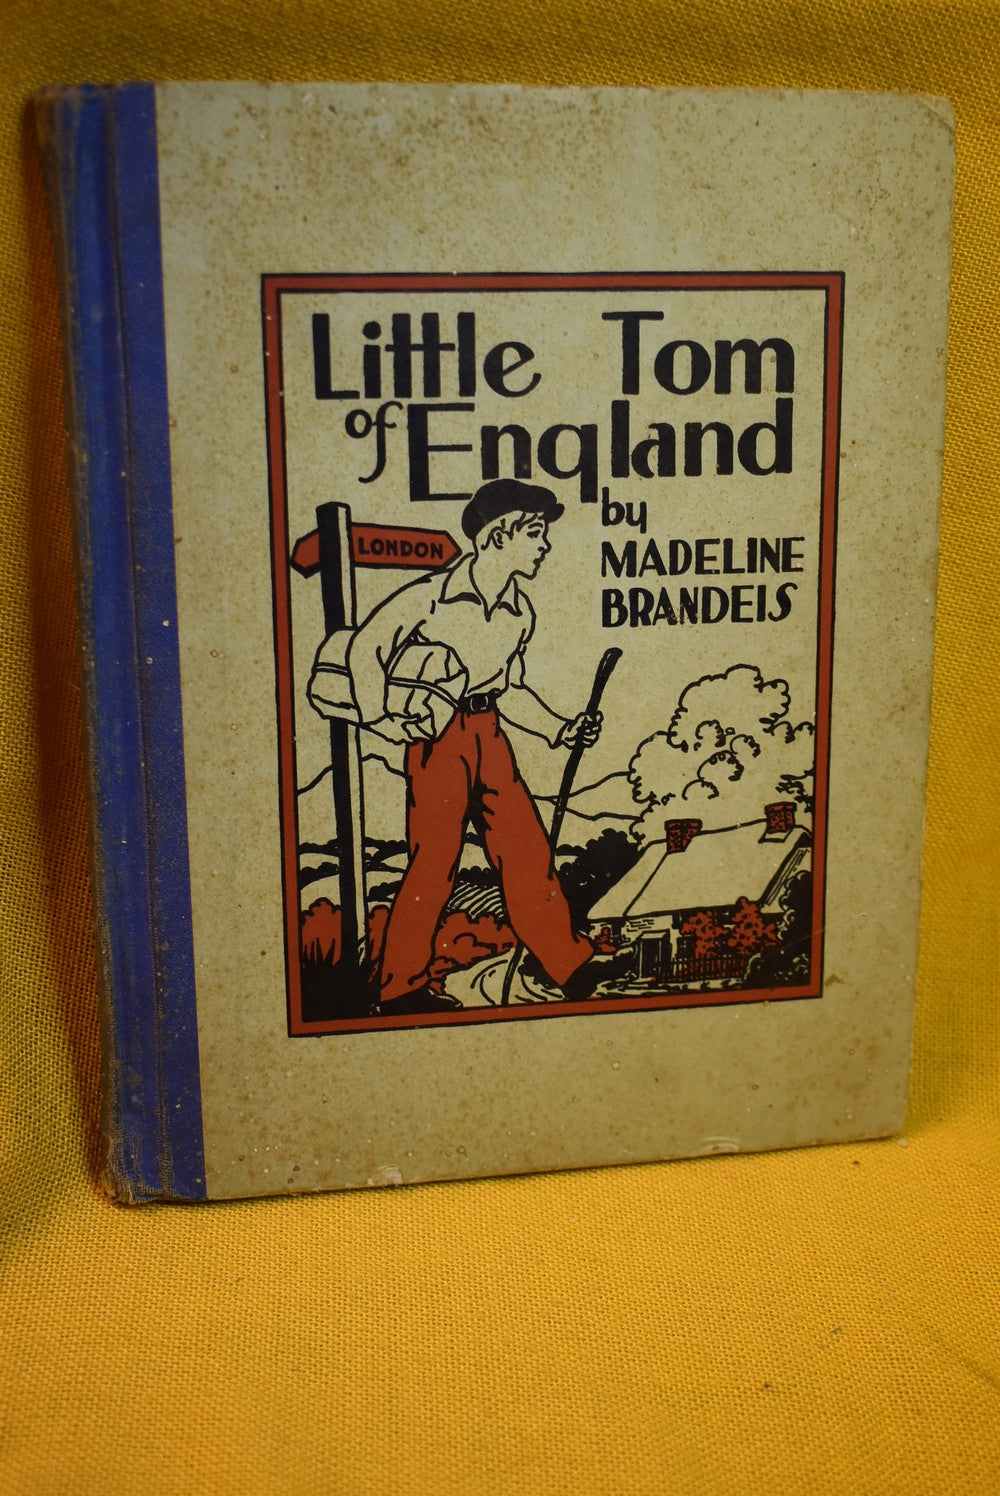 Little Tom
of England
by
MADELINE
BRANDEIS
LONDON